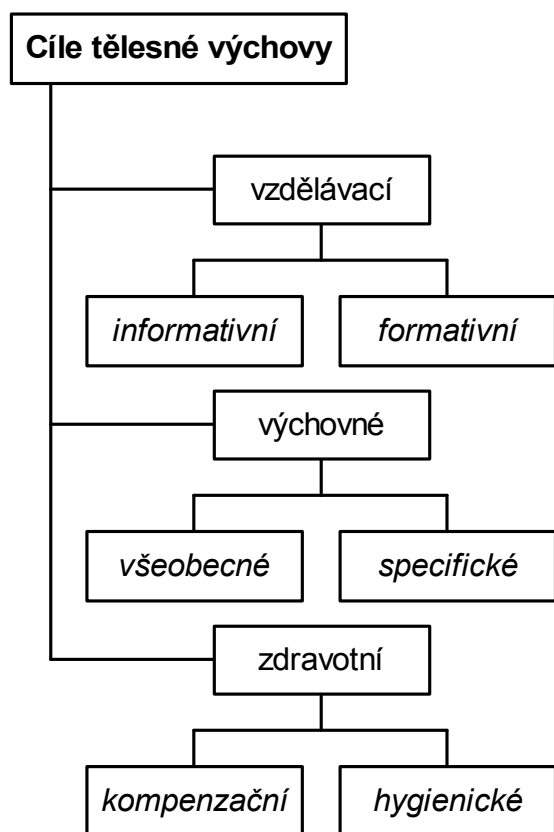 Cíle tělesné výchovy
vzdělávací
informativní
formativní
výchovné
všeobecné
specifické
zdravotní
kompenzační
hygienické